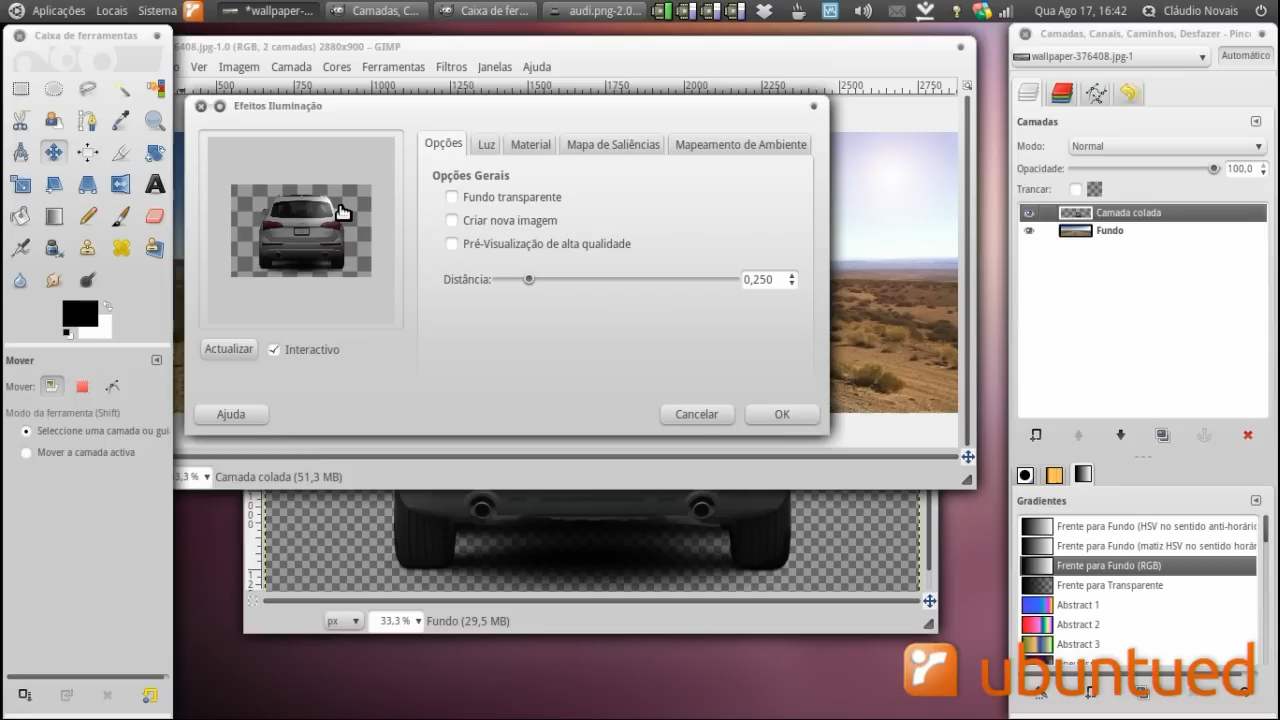 Aplicações Locais Sistema
*wallpaper-... Camadas, C... Caixa de fer... audi.png-2.0...
Qua Ago 17, 16:42 Cláudio Novais
Caixa de ferramentas
6408.jpg-1.0 (RGB, 2 camadas) 2880x900 – GIMP
Camadas, Canais, Caminhos, Desfazer - Pinc
Ver Imagem Camada Cores Ferramentas Filtros Janelas Ajuda
wallpaper-376408.jpg-1 Automático
500 750 1000 1250 1500 1750 2000 2250 2500 2750
Efeitos Iluminação
Opções Luz Material Mapa de Saliências Mapeamento de Ambiente
Opções Gerais
Fundo transparente
Criar nova imagem
Pré-Visualização de alta qualidade
Distância: 0,250
Actualizar Interactivo
Ajuda Cancelar OK
Camadas
Modo: Normal
Opacidade: 100,0
Trancar:
Camada colada
Fundo
Mover
Mover:
Modo da ferramenta (Shift)
Seleccione uma camada ou gui
Mover a camada activa
3,3 % Camada colada (51,3 MB)
px 33,3 % Fundo (29,5 MB)
Gradientes
Frente para Fundo (HSV no sentido anti-horáric
Frente para Fundo (matiz HSV no sentido horár
Frente para Fundo (RGB)
Frente para Transparente
Abstract 1
Abstract 2
Abstract 3
ubuntued